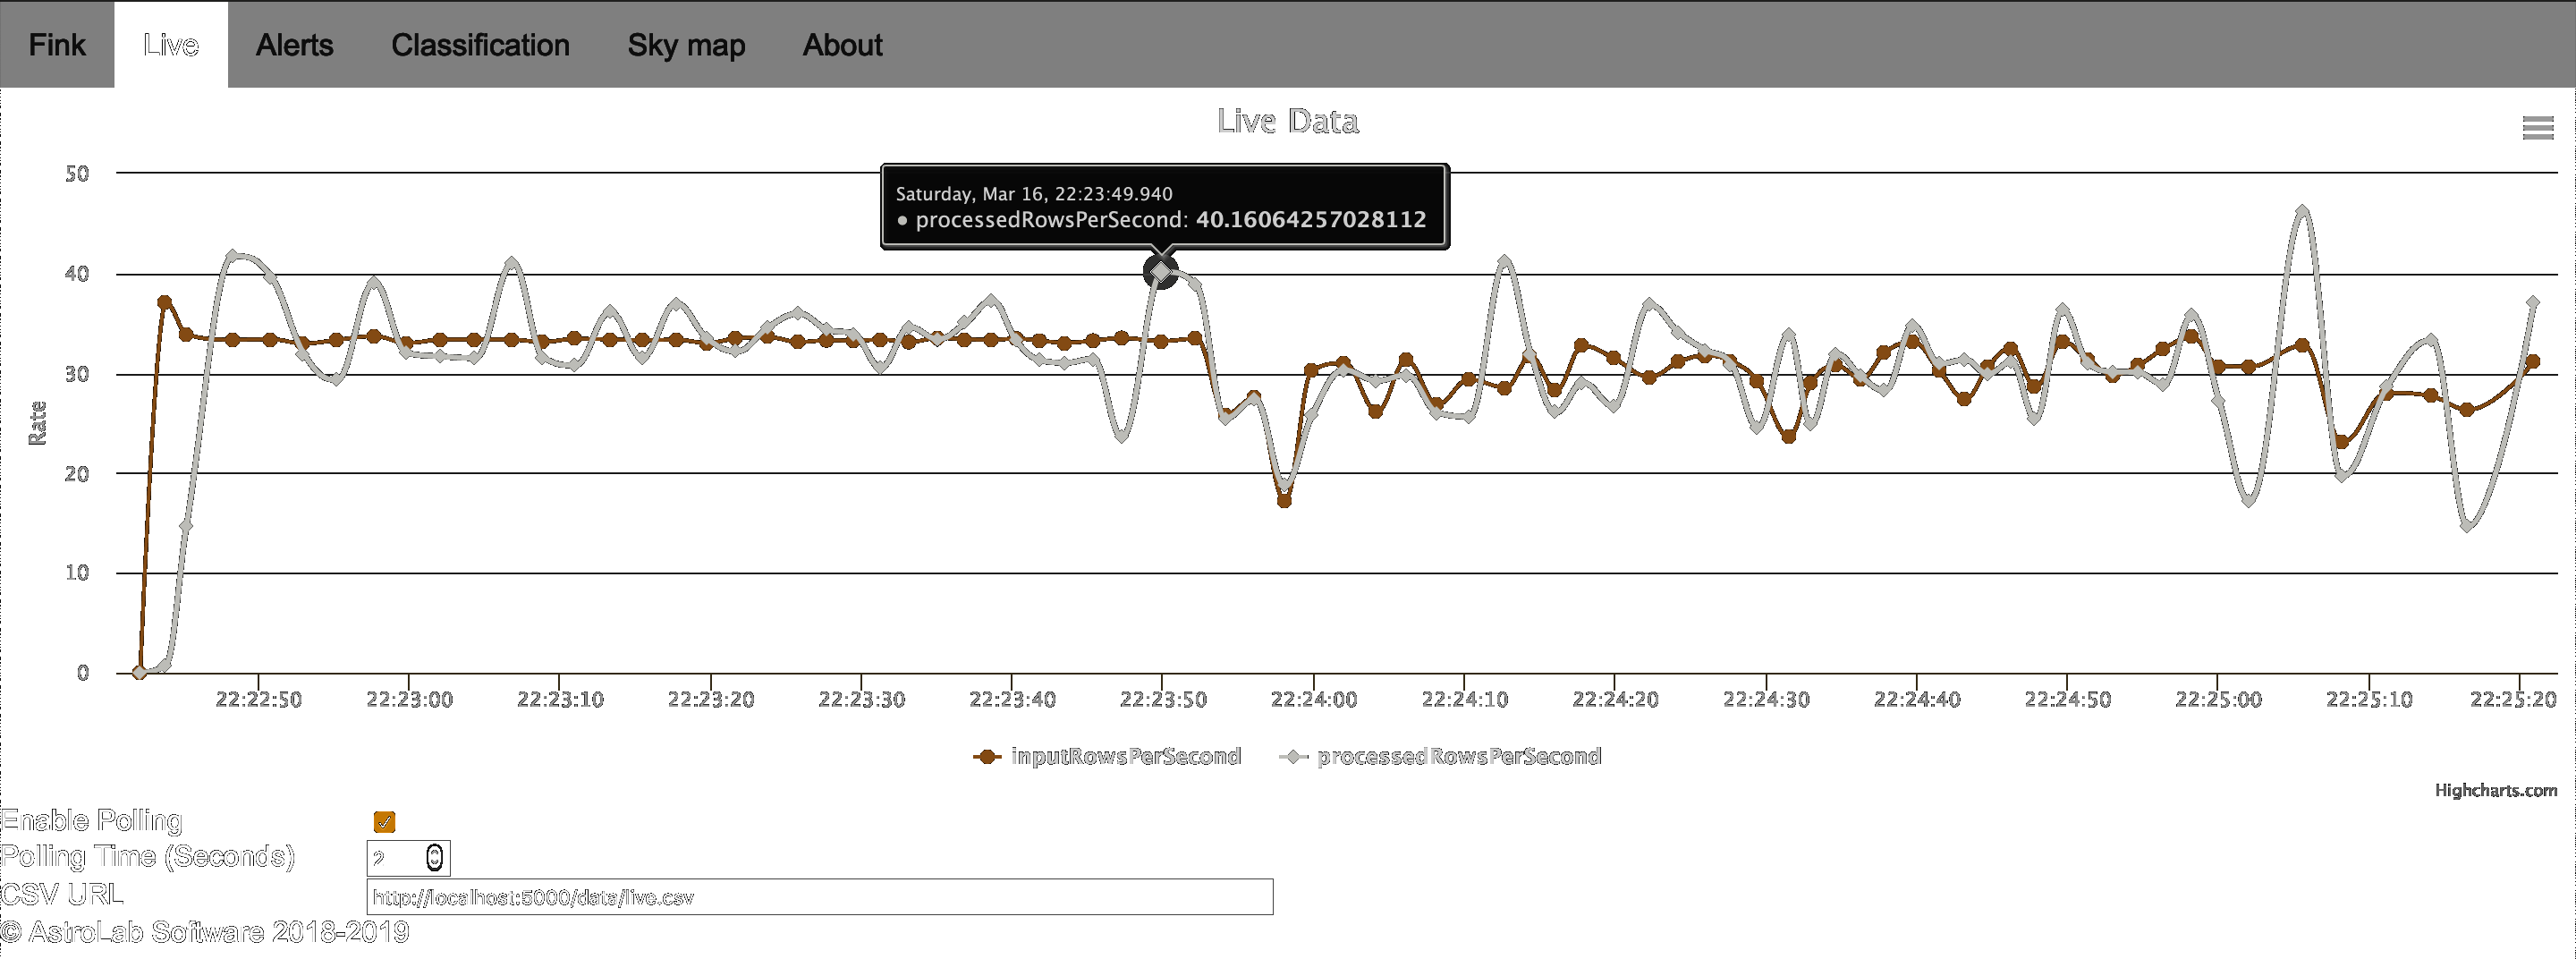 Fink Live Alerts Classification Sky map About
Live Data
Saturday, Mar 16, 22:23:49.940
● processedRowsPerSecond: 40.16064257028112
50
40
30
20
10
0
Rate
22:22:50 22:23:00 22:23:10 22:23:20 22:23:30 22:23:40 22:23:50 22:24:00 22:24:10 22:24:20 22:24:30 22:24:40 22:24:50 22:25:00 22:25:10 22:25:20
inputRowsPerSecond processedRowsPerSecond
Highcharts.com
Enable Polling
Polling Time (Seconds) 2
CSV URL http://localhost:5000/data/live.csv
© AstroLab Software 2018-2019